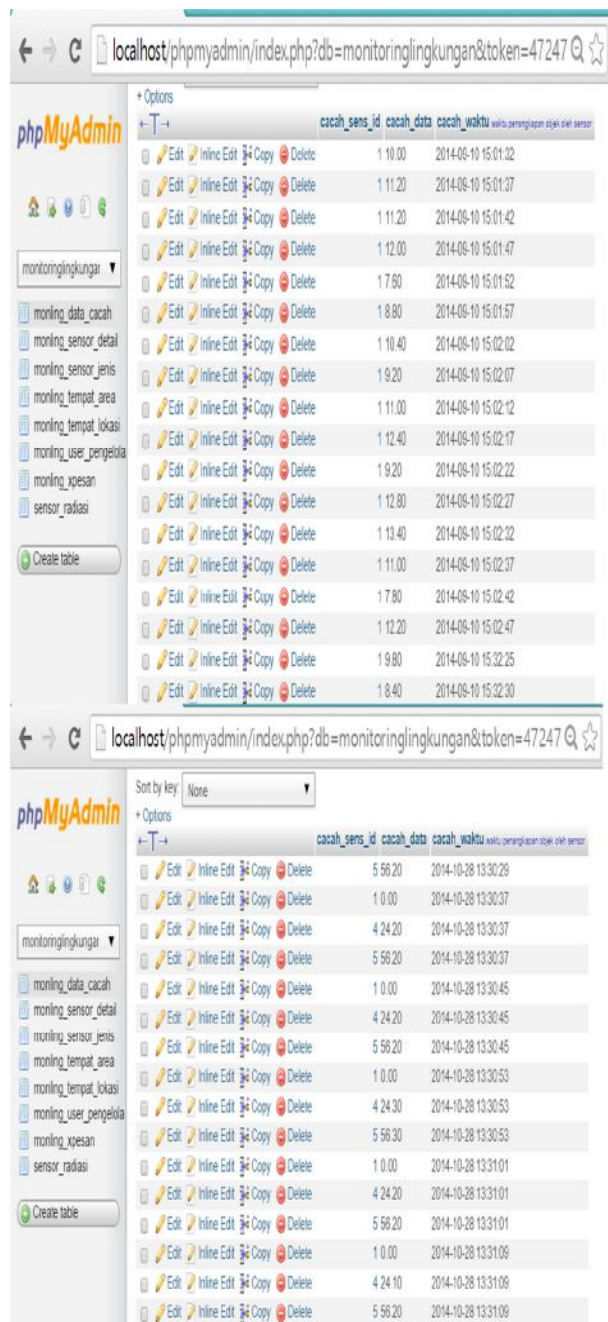 localhost/phpmyadmin/index.php?db=monitoringlingkungan&token=47247
phpMyAdmin
monitoringlingkungar
monling_data_cacah
monling_sensor_detail
monling_sensor_jenis
monling_tempat_area
monling_tempat_lokasi
monling_user_pengelola
monling_xpesan
sensor_radiasi
Create table
+ Options
cacah_sens_id cacah_data cacah_waktu waktu penangkapan objek oleh sensor
Edit Inline Edit Copy Delete 1 10.00 2014-09-10 15:01:32
Edit Inline Edit Copy Delete 1 11.20 2014-09-10 15:01:37
Edit Inline Edit Copy Delete 1 11.20 2014-09-10 15:01:42
Edit Inline Edit Copy Delete 1 12.00 2014-09-10 15:01:47
Edit Inline Edit Copy Delete 1 7.60 2014-09-10 15:01:52
Edit Inline Edit Copy Delete 1 8.80 2014-09-10 15:01:57
Edit Inline Edit Copy Delete 1 10.40 2014-09-10 15:02:02
Edit Inline Edit Copy Delete 1 9.20 2014-09-10 15:02:07
Edit Inline Edit Copy Delete 1 11.00 2014-09-10 15:02:12
Edit Inline Edit Copy Delete 1 12.40 2014-09-10 15:02:17
Edit Inline Edit Copy Delete 1 9.20 2014-09-10 15:02:22
Edit Inline Edit Copy Delete 1 12.80 2014-09-10 15:02:27
Edit Inline Edit Copy Delete 1 13.40 2014-09-10 15:02:32
Edit Inline Edit Copy Delete 1 11.00 2014-09-10 15:02:37
Edit Inline Edit Copy Delete 1 7.80 2014-09-10 15:02:42
Edit Inline Edit Copy Delete 1 12.20 2014-09-10 15:02:47
Edit Inline Edit Copy Delete 1 9.80 2014-09-10 15:32:25
Edit Inline Edit Copy Delete 1 8.40 2014-09-10 15:32:30
localhost/phpmyadmin/index.php?db=monitoringlingkungan&token=47247
phpMyAdmin
monitoringlingkungar
monling_data_cacah
monling_sensor_detail
monling_sensor_jenis
monling_tempat_area
monling_tempat_lokasi
monling_user_pengelola
monling_xpesan
sensor_radiasi
Create table
Sort by key: None
+ Options
cacah_sens_id cacah_data cacah_waktu waktu penangkapan objek oleh sensor
Edit Inline Edit Copy Delete 5 56.20 2014-10-28 13:30:29
Edit Inline Edit Copy Delete 1 0.00 2014-10-28 13:30:37
Edit Inline Edit Copy Delete 4 24.20 2014-10-28 13:30:37
Edit Inline Edit Copy Delete 5 56.20 2014-10-28 13:30:37
Edit Inline Edit Copy Delete 1 0.00 2014-10-28 13:30:45
Edit Inline Edit Copy Delete 4 24.20 2014-10-28 13:30:45
Edit Inline Edit Copy Delete 5 56.20 2014-10-28 13:30:45
Edit Inline Edit Copy Delete 1 0.00 2014-10-28 13:30:53
Edit Inline Edit Copy Delete 4 24.30 2014-10-28 13:30:53
Edit Inline Edit Copy Delete 5 56.30 2014-10-28 13:30:53
Edit Inline Edit Copy Delete 1 0.00 2014-10-28 13:31:01
Edit Inline Edit Copy Delete 4 24.20 2014-10-28 13:31:01
Edit Inline Edit Copy Delete 5 56.20 2014-10-28 13:31:01
Edit Inline Edit Copy Delete 1 0.00 2014-10-28 13:31:09
Edit Inline Edit Copy Delete 4 24.10 2014-10-28 13:31:09
Edit Inline Edit Copy Delete 5 56.20 2014-10-28 13:31:09